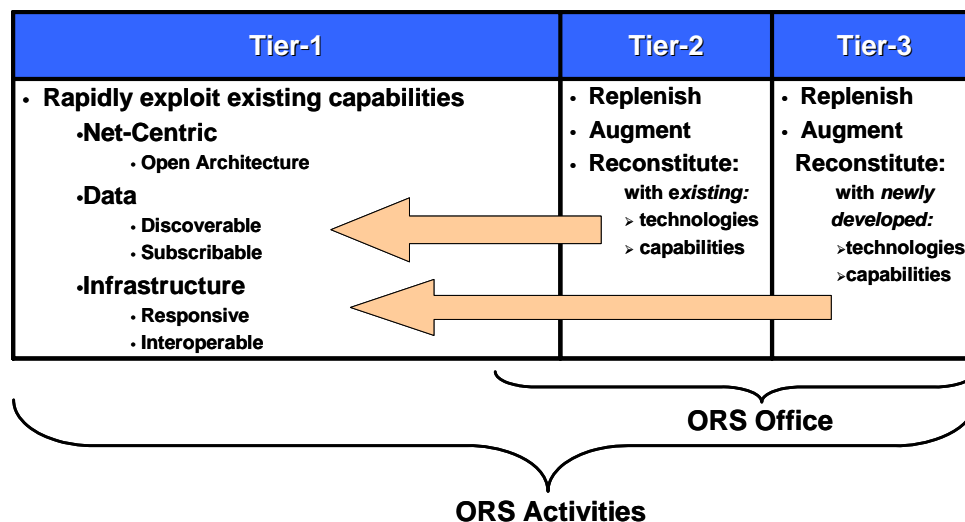 Tier-1
Tier-2
Tier-3
• Rapidly exploit existing capabilities
•Net-Centric
• Open Architecture
•Data
• Discoverable
• Subscribable
•Infrastructure
• Responsive
• Interoperable
• Replenish
• Augment
• Reconstitute:
with existing:
➢ technologies
➢ capabilities
• Replenish
• Augment
Reconstitute:
with newly
developed:
➢technologies
➢capabilities
ORS Office
ORS Activities